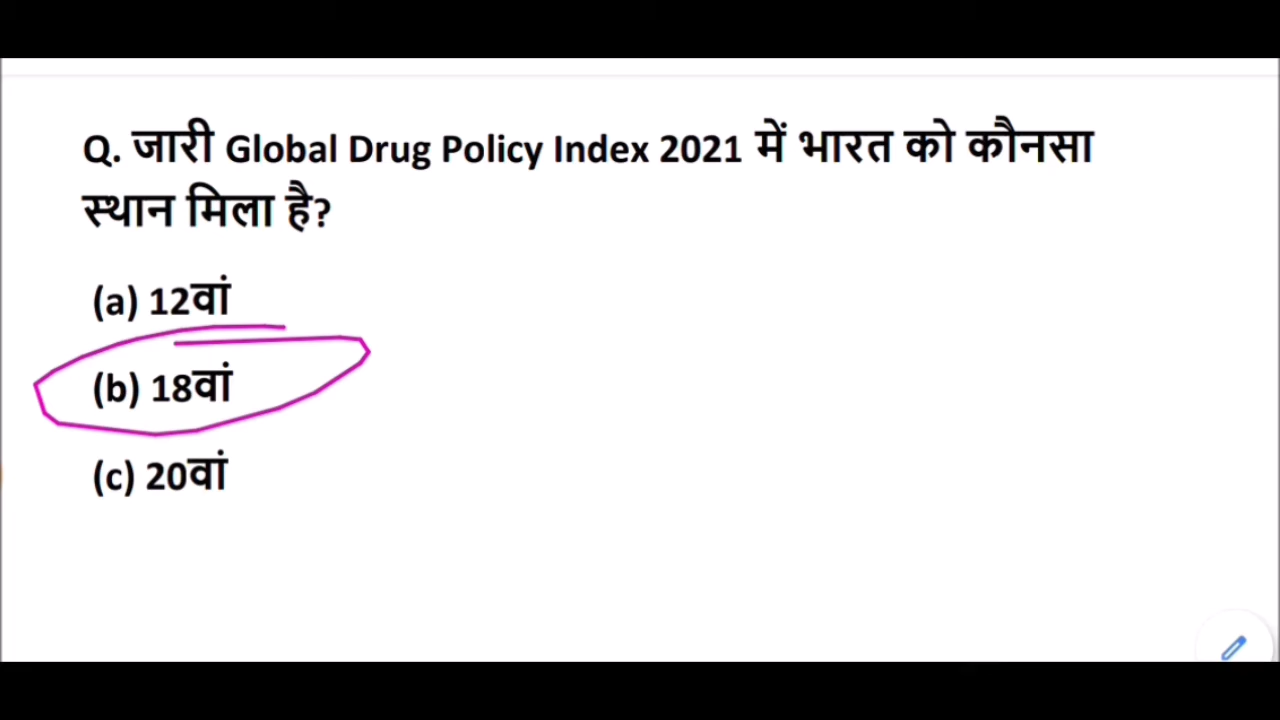 Q. जारी Global Drug Policy Index 2021 में भारत को कौनसा
स्थान मिला है?
(a) 12वां
(b) 18वां
(c) 20वां